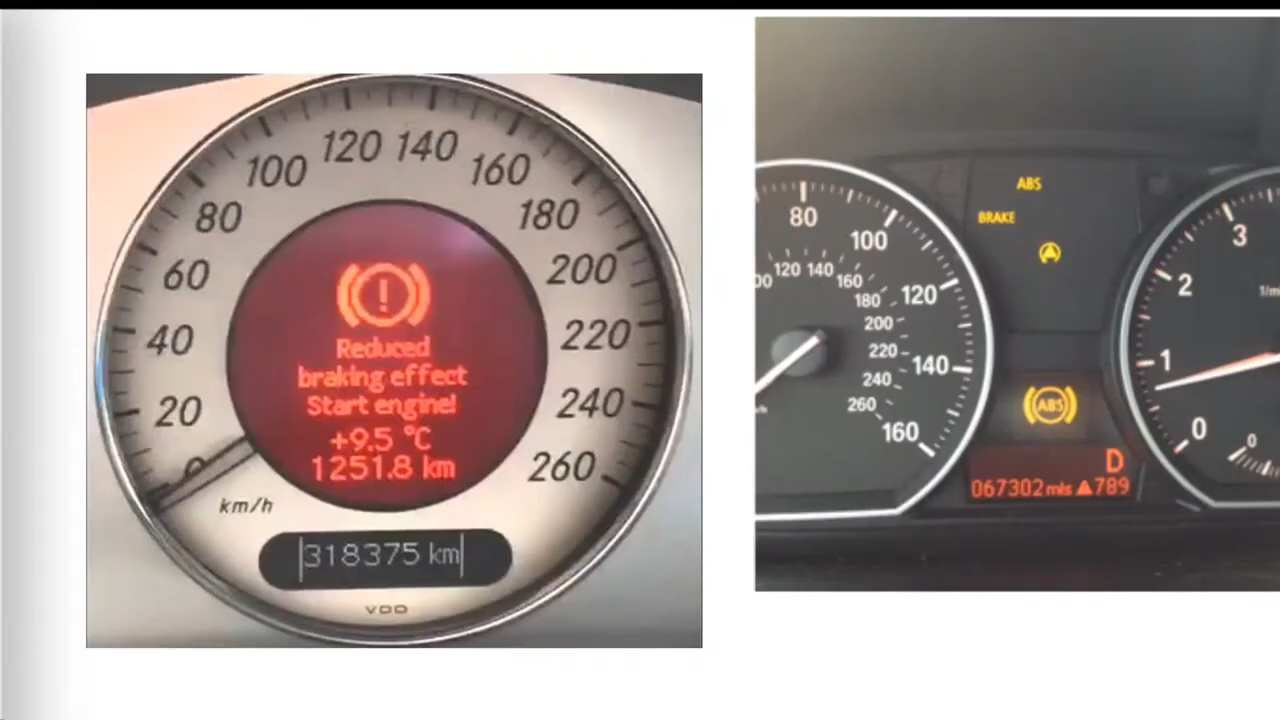 120 140
100 160
80 180
60 200
40 220
20 240
0 260
Reduced
braking effect
Start engine!
+9.5 °C
1251.8 km
km/h
318375 km
VDO
ABS
BRAKE
80
100
120
140
160
120 140
160
180
200
220
240
260
ABS
D
067302 mls ▲789
3
2
1
0
0